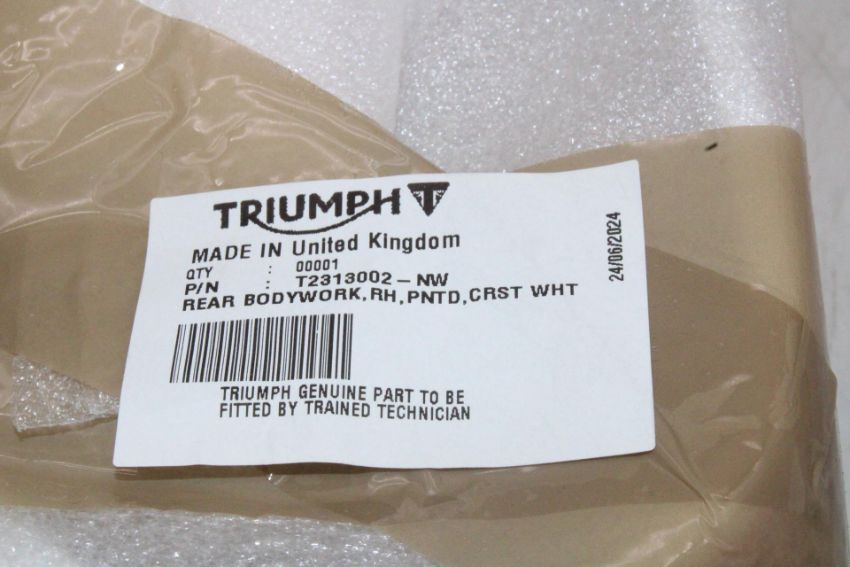 TRIUMPH
MADE IN United Kingdom
QTY : 00001
P/N : T2313002-NW
REAR BODYWORK,RH,PNTD,CRST WHT
TRIUMPH GENUINE PART TO BE
FITTED BY TRAINED TECHNICIAN
24/06/2024